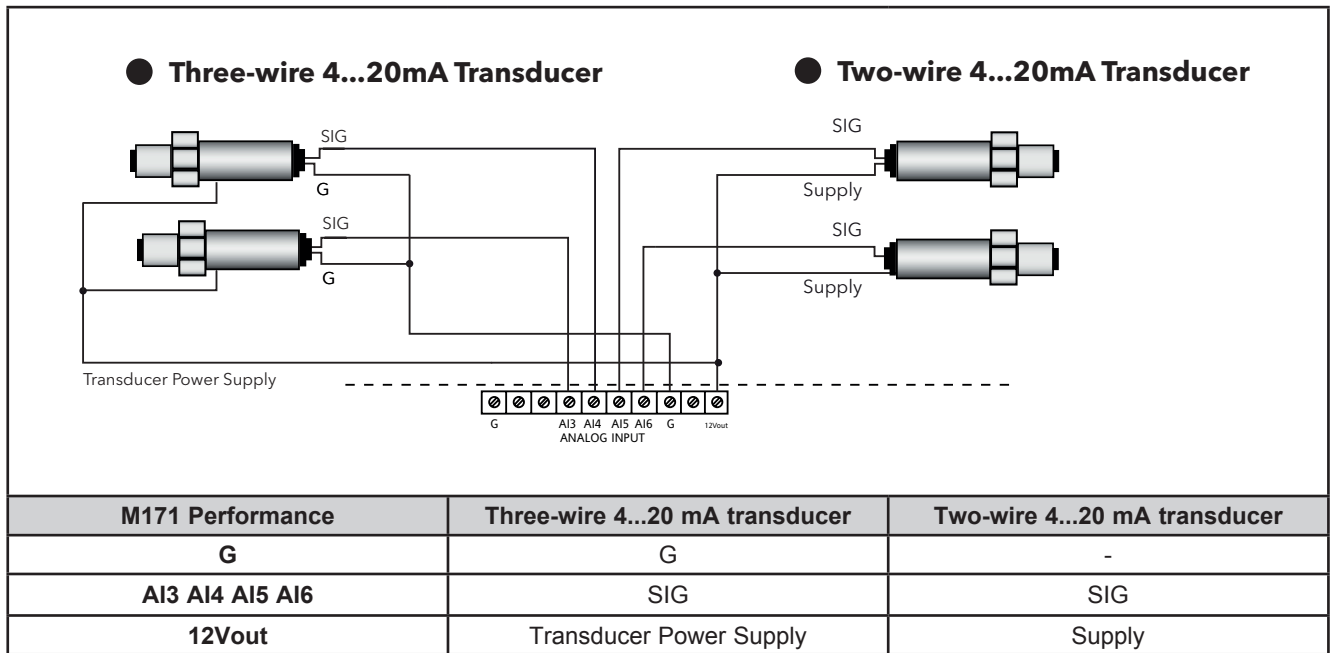 ● Three-wire 4...20mA Transducer
● Two-wire 4...20mA Transducer
SIG
G
SIG
G
SIG
Supply
SIG
Supply
Transducer Power Supply
G AI3 AI4 AI5 AI6 G 12Vout
ANALOG INPUT
M171 Performance Three-wire 4...20 mA transducer Two-wire 4...20 mA transducer
G G -
AI3 AI4 AI5 AI6 SIG SIG
12Vout Transducer Power Supply Supply